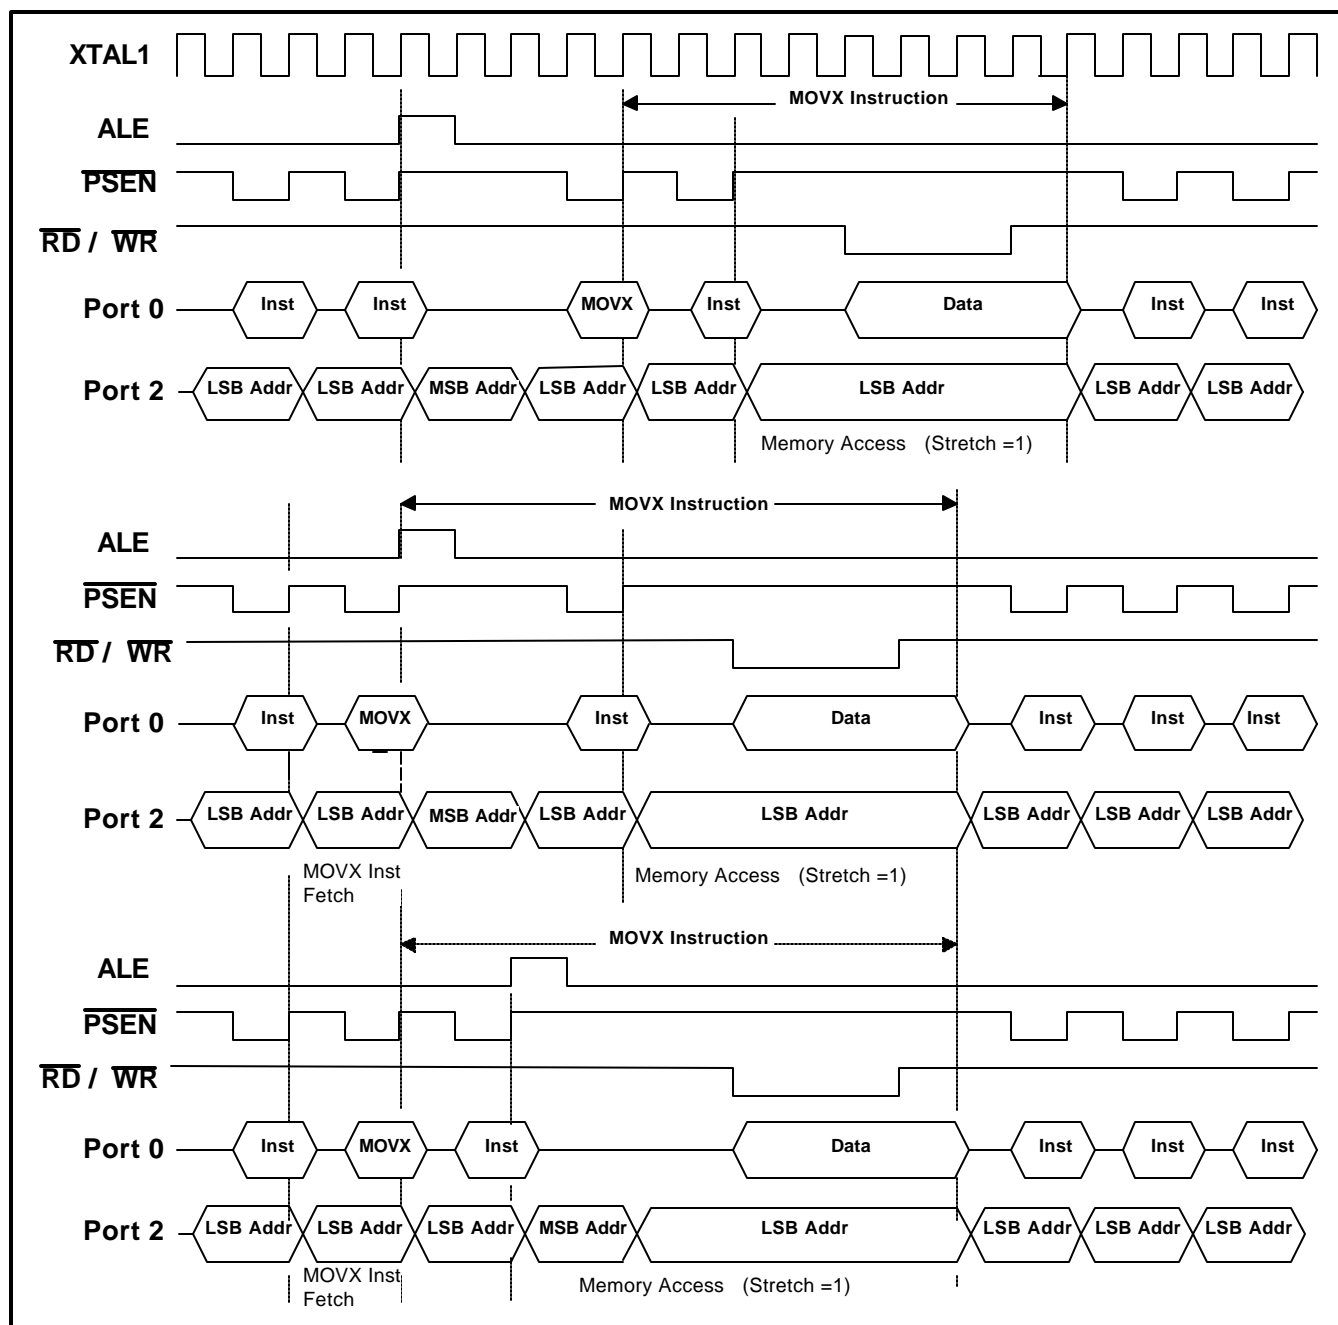 XTAL1
MOVX Instruction
ALE
PSEN
RD / WR
Port 0 Inst Inst MOVX Inst Data Inst Inst
Port 2 LSB Addr LSB Addr MSB Addr LSB Addr LSB Addr LSB Addr LSB Addr LSB Addr
Memory Access (Stretch =1)
MOVX Instruction
ALE
PSEN
RD / WR
Port 0 Inst MOVX Inst Data Inst Inst Inst
Port 2 LSB Addr LSB Addr MSB Addr LSB Addr LSB Addr LSB Addr LSB Addr LSB Addr
MOVX Inst Memory Access (Stretch =1)
Fetch
MOVX Instruction
ALE
PSEN
RD / WR
Port 0 Inst MOVX Inst Data Inst Inst Inst
Port 2 LSB Addr LSB Addr LSB Addr MSB Addr LSB Addr LSB Addr LSB Addr LSB Addr
MOVX Inst Memory Access (Stretch =1)
Fetch